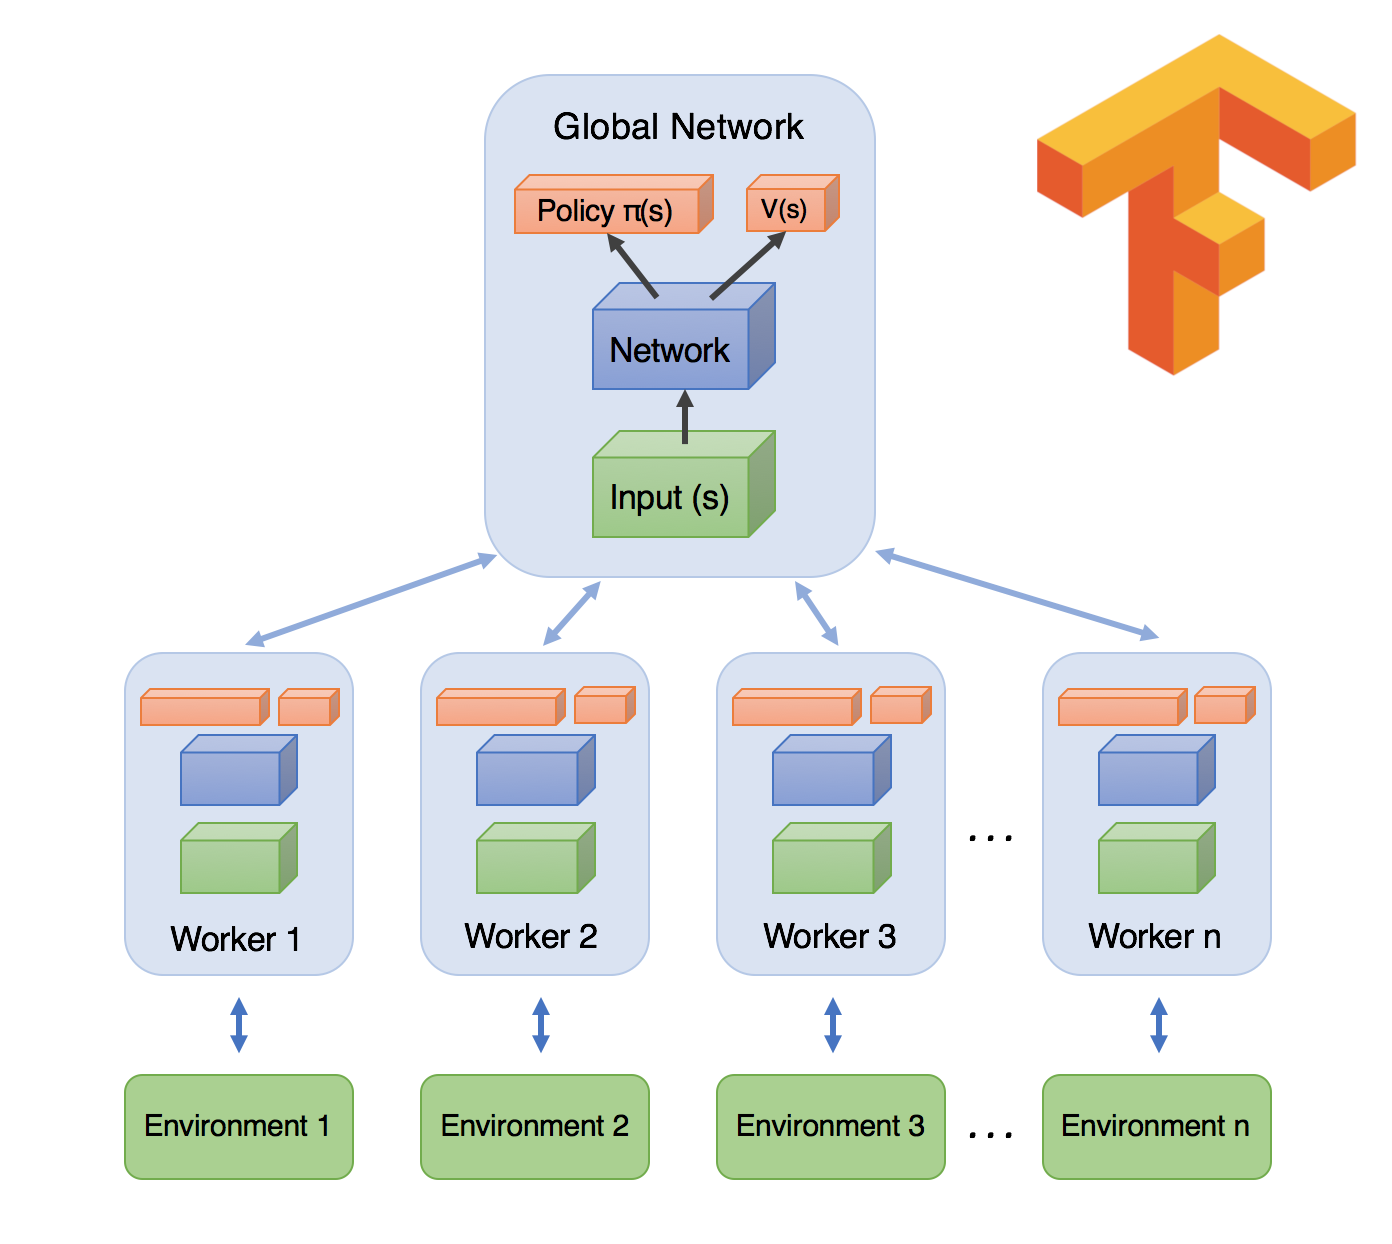 Global Network
Policy π(s)
V(s)
Network
Input (s)
Worker 1
Worker 2
Worker 3
...
Worker n
Environment 1
Environment 2
Environment 3
...
Environment n